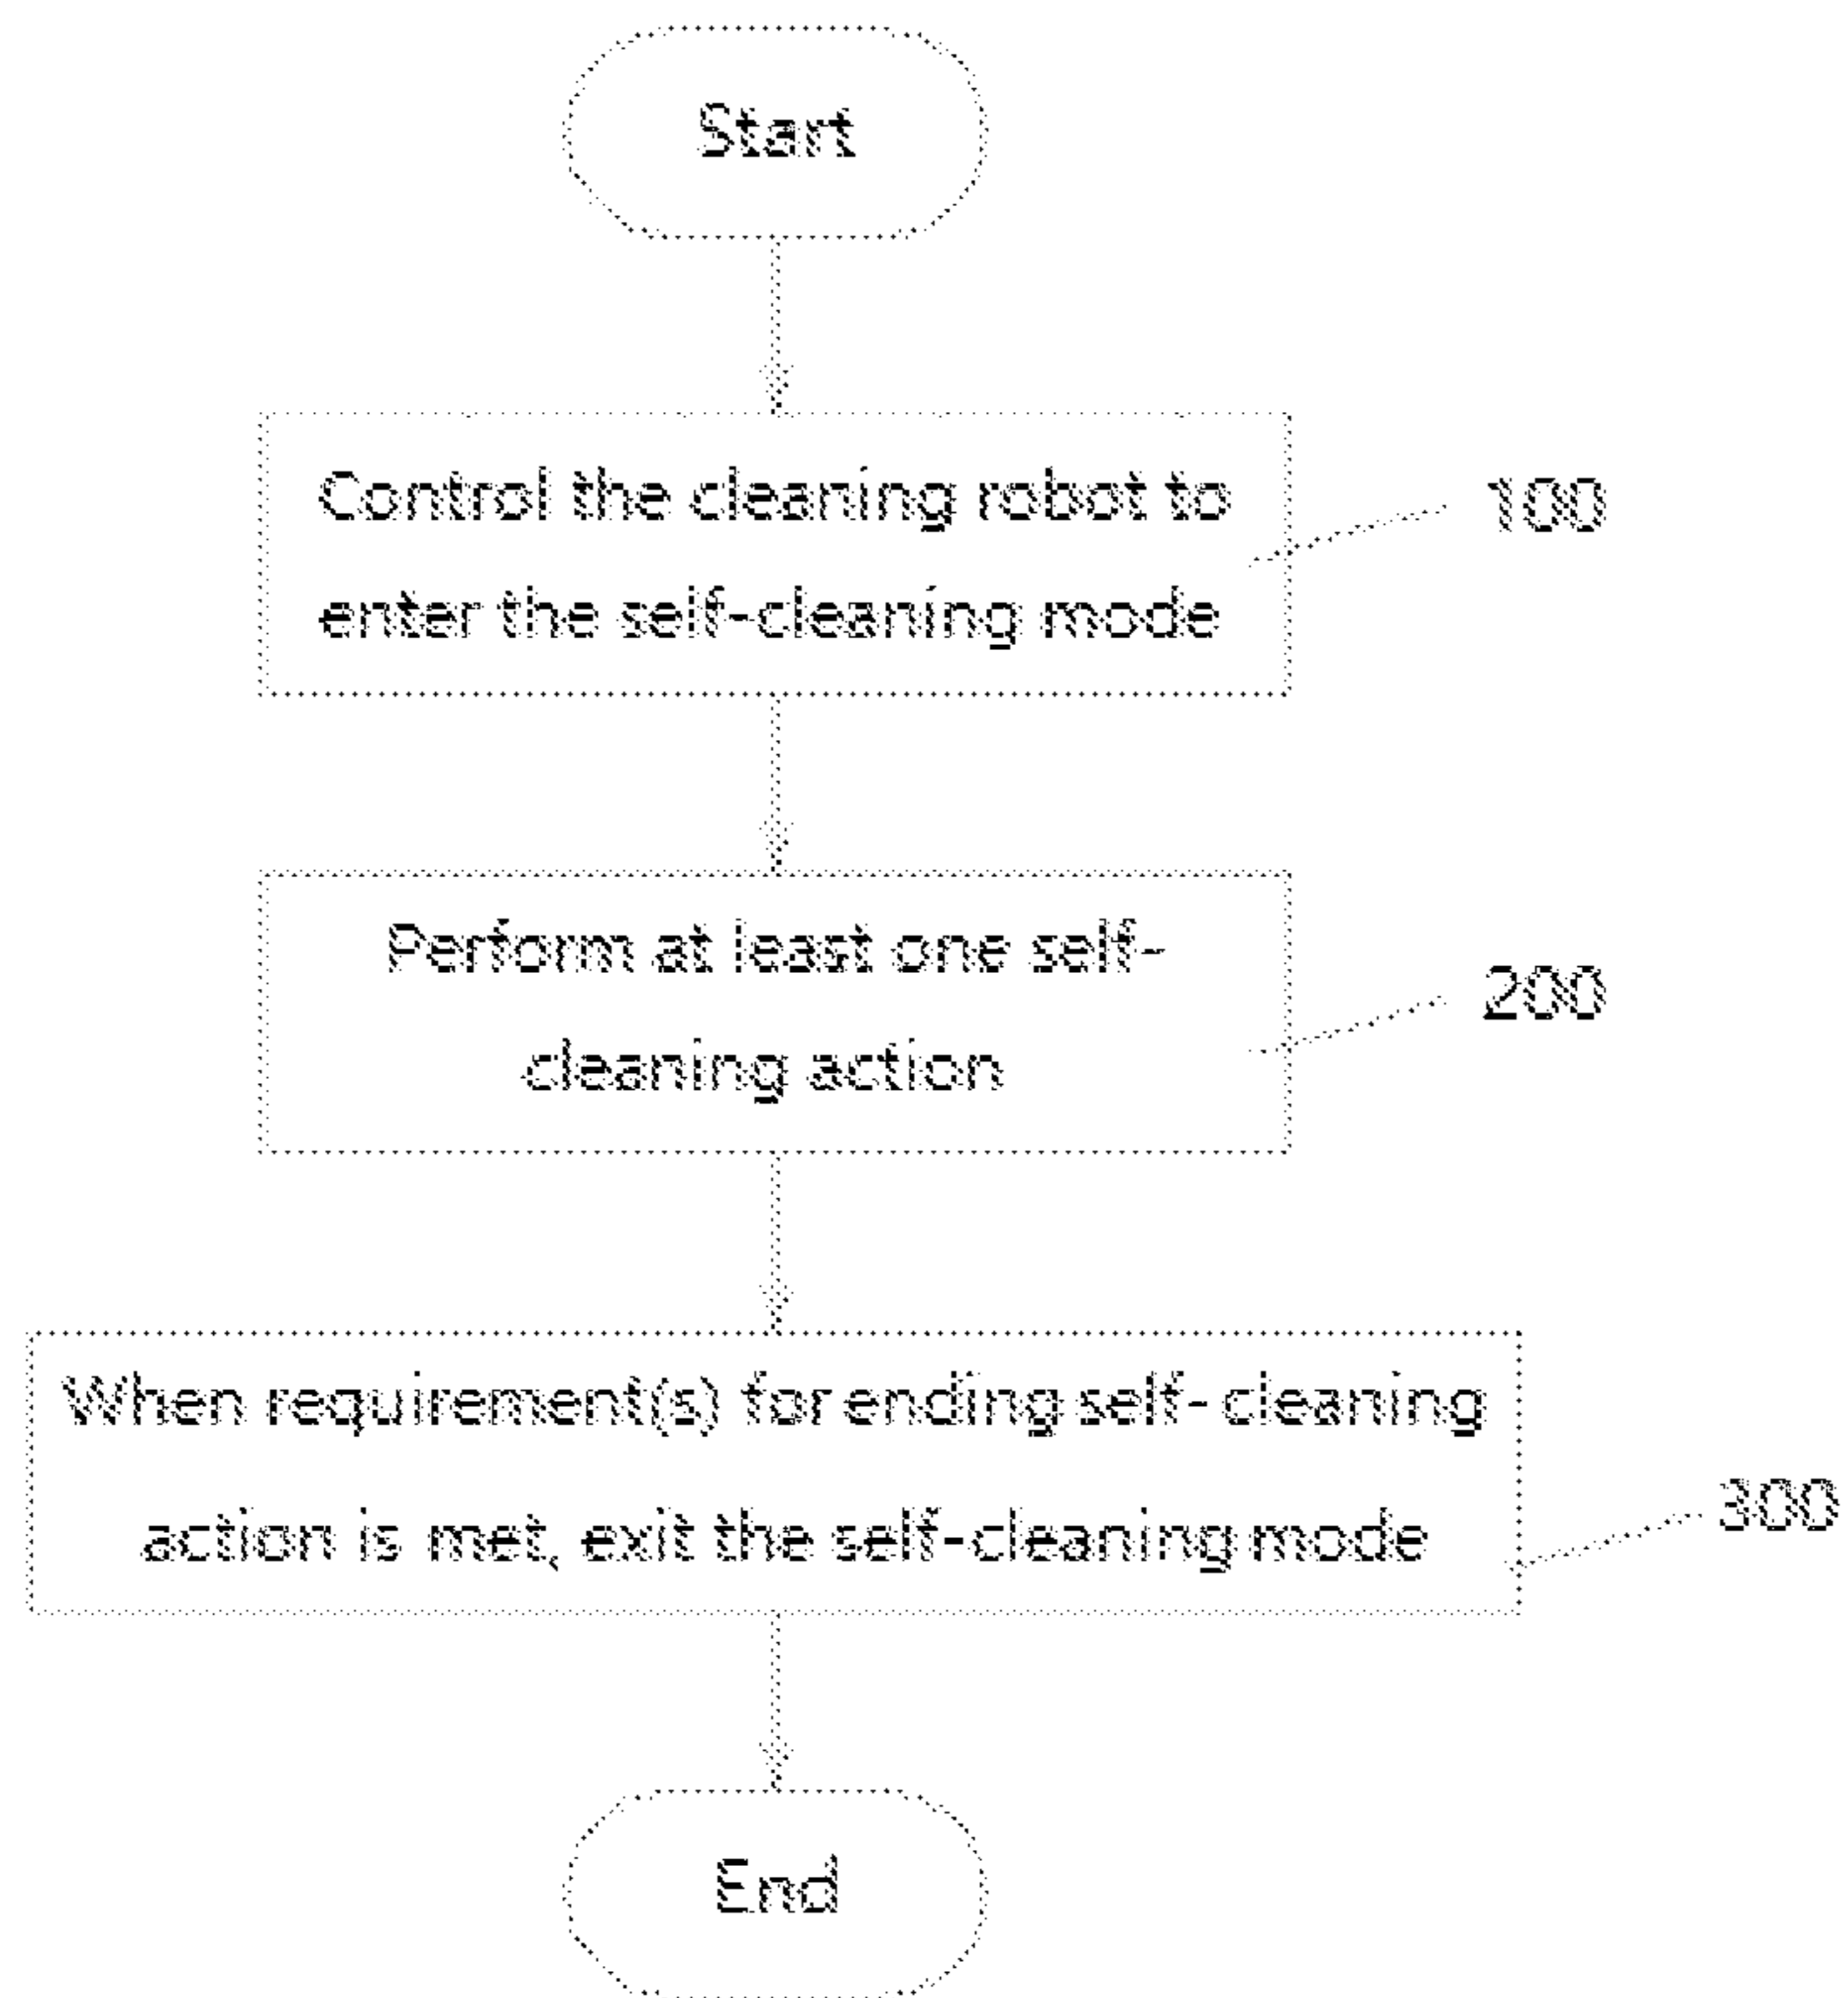 Start
Control the cleaning robot to
enter the self-cleaning mode
100
Perform at least one self-
cleaning action
200
When requirement(s) for ending self-cleaning
action is met, exit the self-cleaning mode
300
End